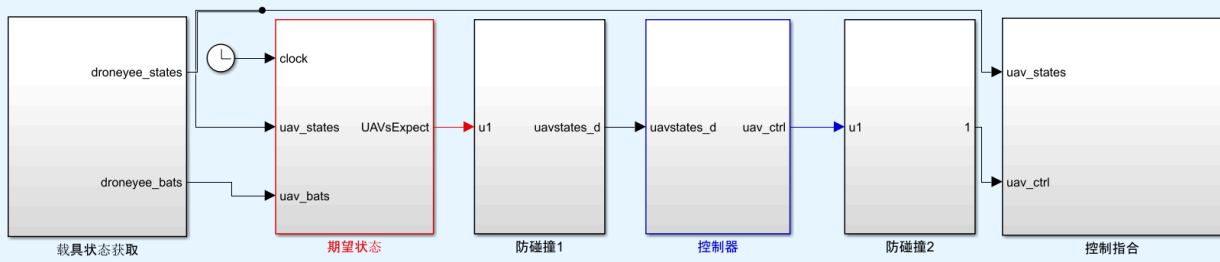 droneyee_states
droneyee_bats
载具状态获取
clock
uav_states
UAVsExpect
uav_bats
期望状态
u1
uavstates_d
防碰撞1
uavstates_d
uav_ctrl
控制器
u1
1
防碰撞2
uav_states
uav_ctrl
控制指合